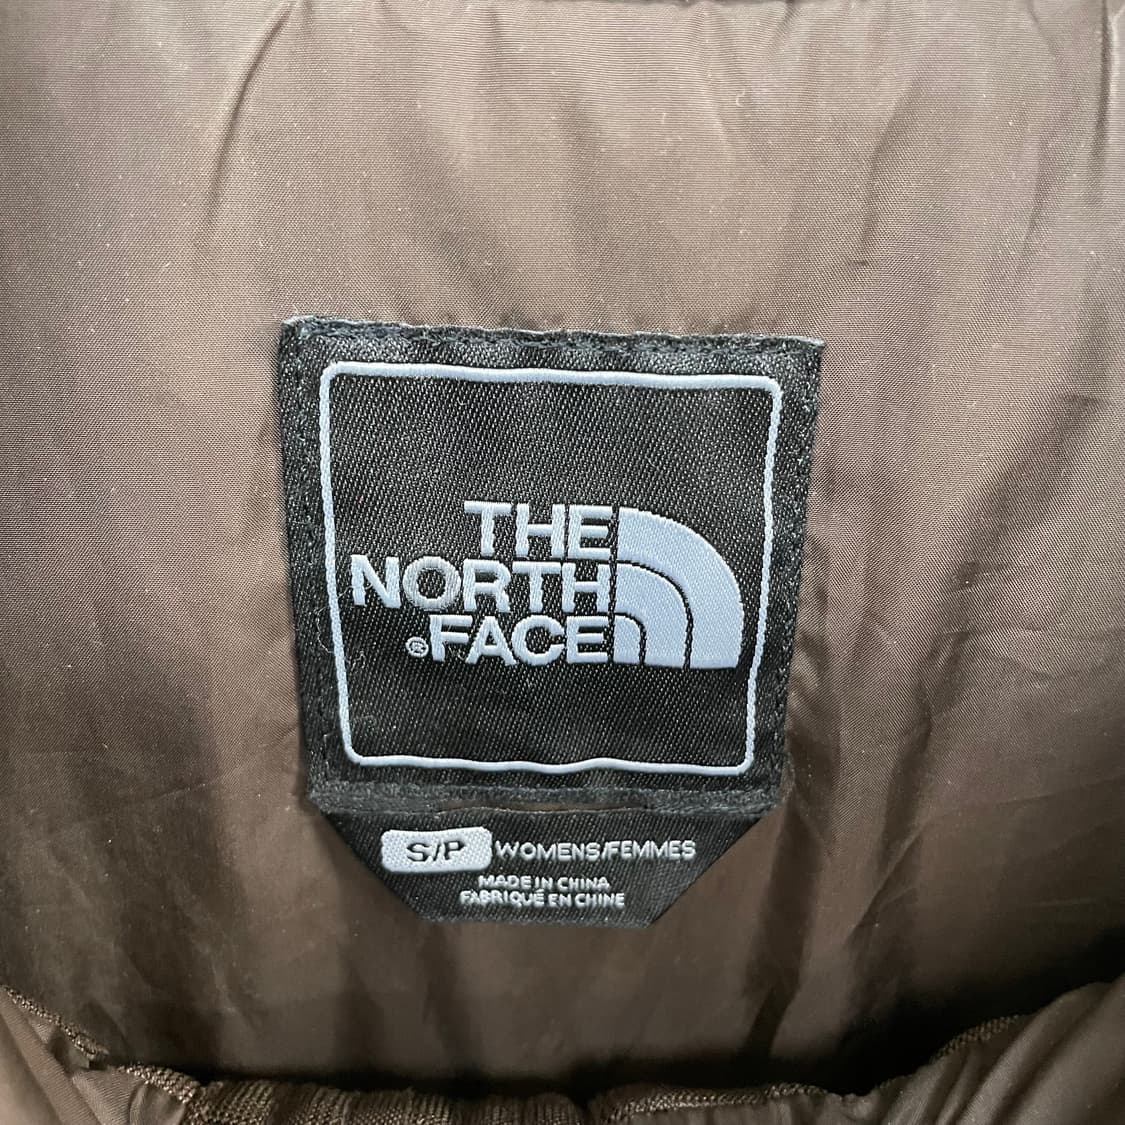 THE
NORTH
®FACE
S/P WOMENS/FEMMES
MADE IN CHINA
FABRIQUÉ EN CHINE